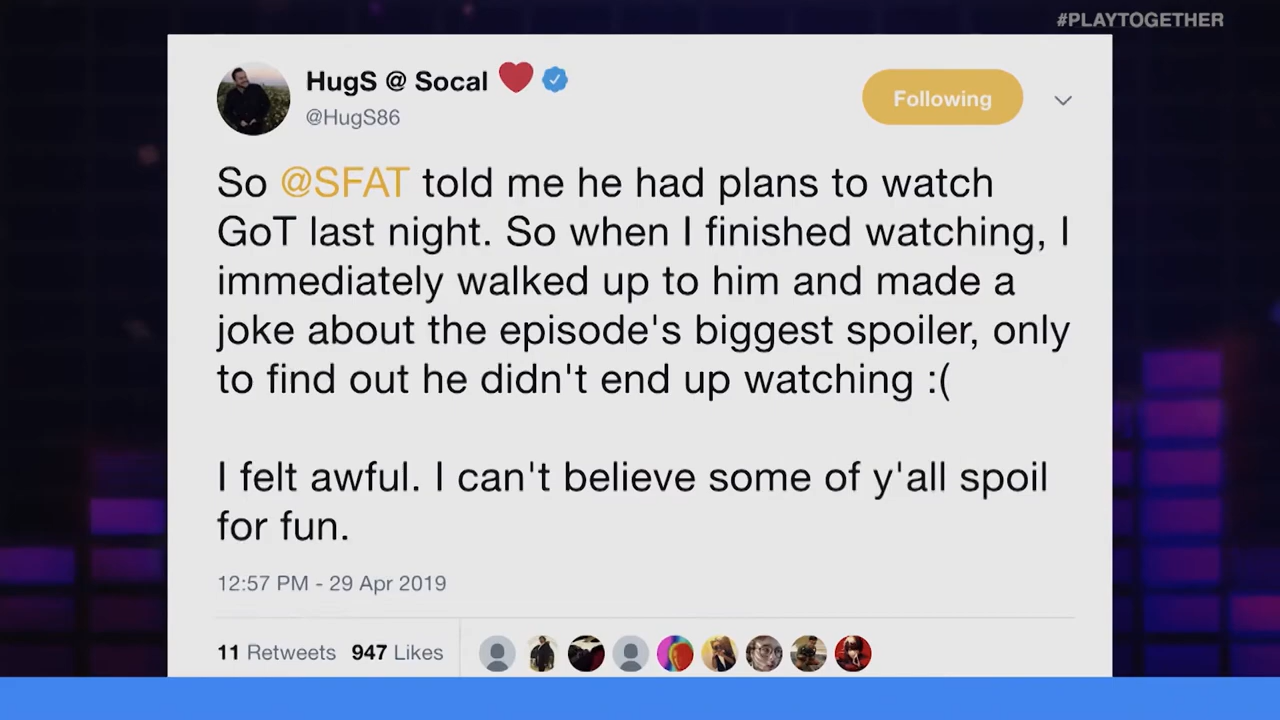 #PLAYTOGETHER
HugS @ Socal ❤️
@HugS86
Following
So @SFAT told me he had plans to watch
GoT last night. So when I finished watching, I
immediately walked up to him and made a
joke about the episode's biggest spoiler, only
to find out he didn't end up watching :(
I felt awful. I can't believe some of y'all spoil
for fun.
12:57 PM - 29 Apr 2019
11 Retweets 947 Likes